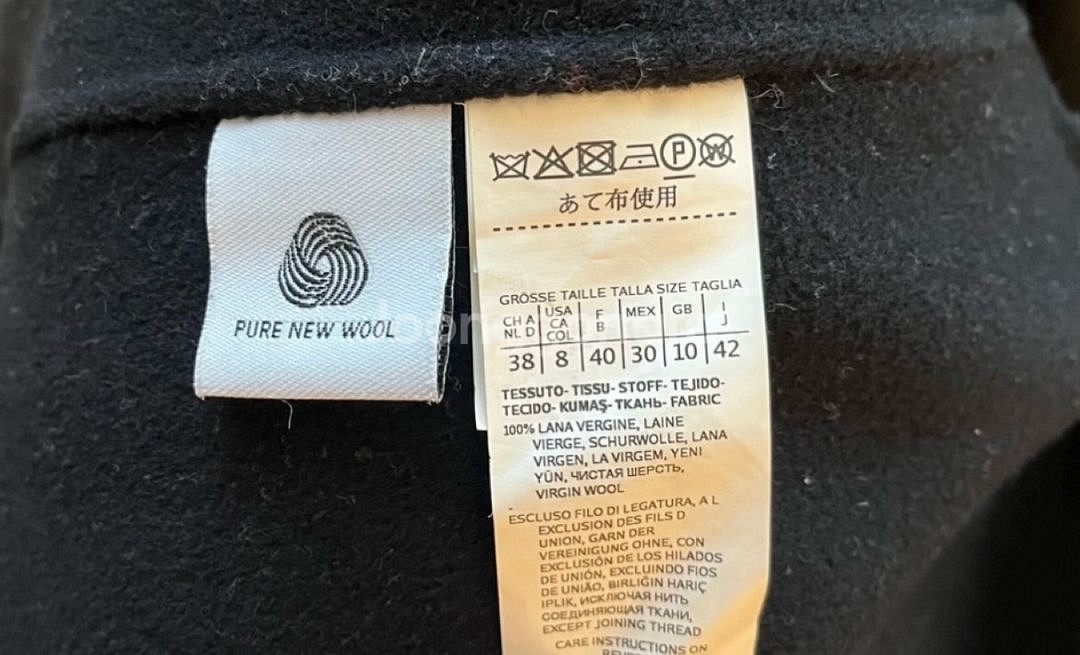 PURE NEW WOOL
P W
あて布使用
GRÖSSE TAILLE TALLA SIZE TAGLIA
CH A NL D USA CA COL F B MEX GB I J
38 8 40 30 10 42
TESSUTO- TISSU- STOFF- TEJIDO-
TECIDO- KUMAŞ- ТКАНЬ- FABRIC
100% LANA VERGINE, LAINE
VIERGE, SCHURWOLLE, LANA
VIRGEN, LA VIRGEM, YENI
YÜN, ЧИСТАЯ ШЕРСТЬ,
VIRGIN WOOL
-
ESCLUSO FILO DI LEGATURA, A L
EXCLUSION DES FILS D
UNION, GARN DER
VEREINIGUNG OHNE, CON
EXCLUSIÓN DE LOS HILADOS
DE UNIÓN, EXCLUINDO FIOS
DE UNIÃO, BIRLIĞIN HARIÇ
IPLIK, ИСКЛЮЧАЯ НИТЬ
СОЕДИНЯЮЩАЯ ТКАНИ,
EXCEPT JOINING THREAD
CARE INSTRUCTIONS ON